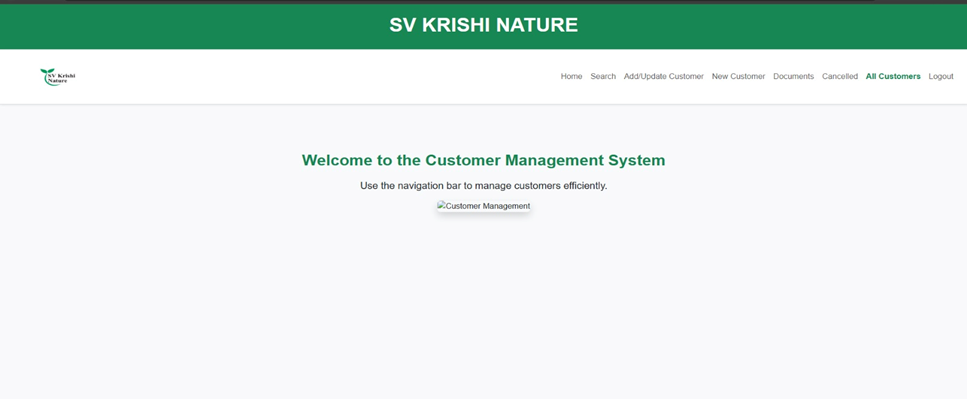 SV KRISHI NATURE
SV Krishi
Nature
Home Search Add/Update Customer New Customer Documents Cancelled All Customers Logout
Welcome to the Customer Management System
Use the navigation bar to manage customers efficiently.
Customer Management